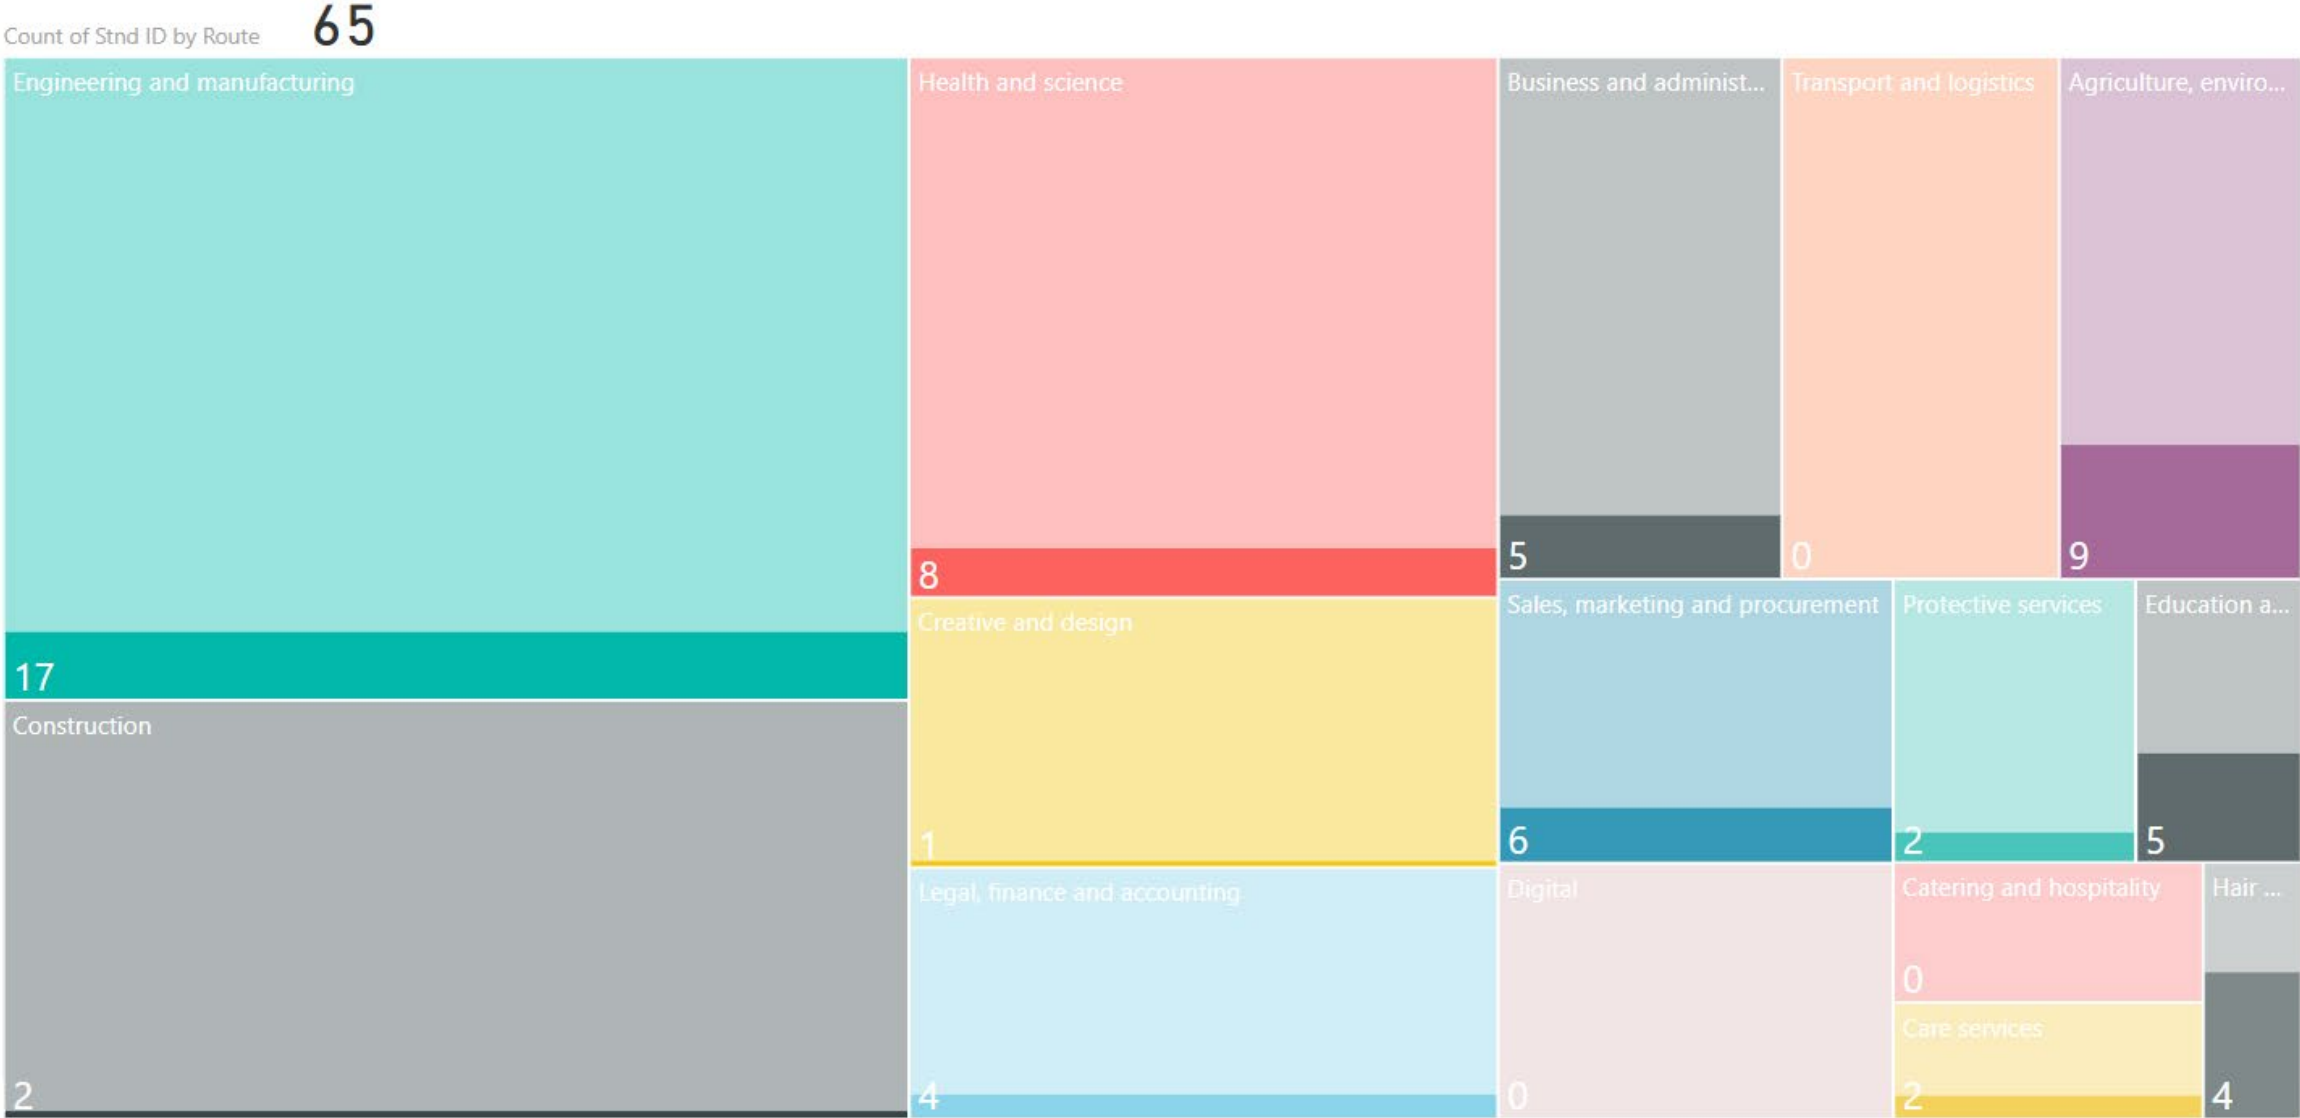 Count of Stnd ID by Route 65
Engineering and manufacturing
17
Construction
2
Health and science
8
Creative and design
1
Legal, finance and accounting
4
Business and administ...
5
Transport and logistics
0
Agriculture, enviro...
9
Sales, marketing and procurement
6
Protective services
2
Education a...
5
Digital
0
Catering and hospitality
0
Care services
2
Hair ...
4